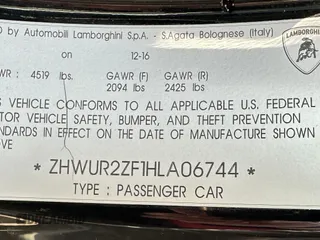 D by Automobili Lamborghini S.p.A. - S.Agata Bolognese (Italy)
LAMBORGHINI
on 12-16
WR : 4519 lbs. GAWR (F) GAWR (R)
2094 lbs 2425 lbs
S VEHICLE CONFORMS TO ALL APPLICABLE U.S. FEDERAL
TOR VEHICLE SAFETY, BUMPER, AND THEFT PREVENTION
ANDARDS IN EFFECT ON THE DATE OF MANUFACTURE SHOWN
OVE
* ZHWUR2ZF1HLA06744 *
TYPE : PASSENGER CAR